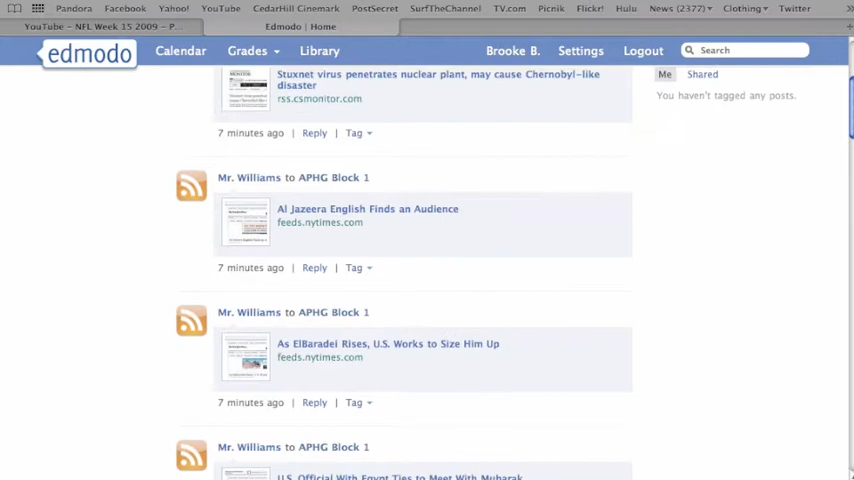 Pandora Facebook Yahoo! YouTube CedarHill Cinemark PostSecret SurfTheChannel TV.com Picnik Flickr! Hulu News (2377) Clothing Twitter
YouTube – NFL Week 15 2009 – P... Edmodo | Home
edmodo Calendar Grades Library Brooke B. Settings Logout Search
MONITOR
Stuxnet virus penetrates nuclear plant, may cause Chernobyl-like
disaster
rss.csmonitor.com
7 minutes ago | Reply | Tag
Me Shared
You haven't tagged any posts.
Mr. Williams to APHG Block 1
Al Jazeera English Finds an Audience
feeds.nytimes.com
7 minutes ago | Reply | Tag
Mr. Williams to APHG Block 1
As ElBaradei Rises, U.S. Works to Size Him Up
feeds.nytimes.com
7 minutes ago | Reply | Tag
Mr. Williams to APHG Block 1
U.S. Official With Egypt Ties to Meet With Mubarak